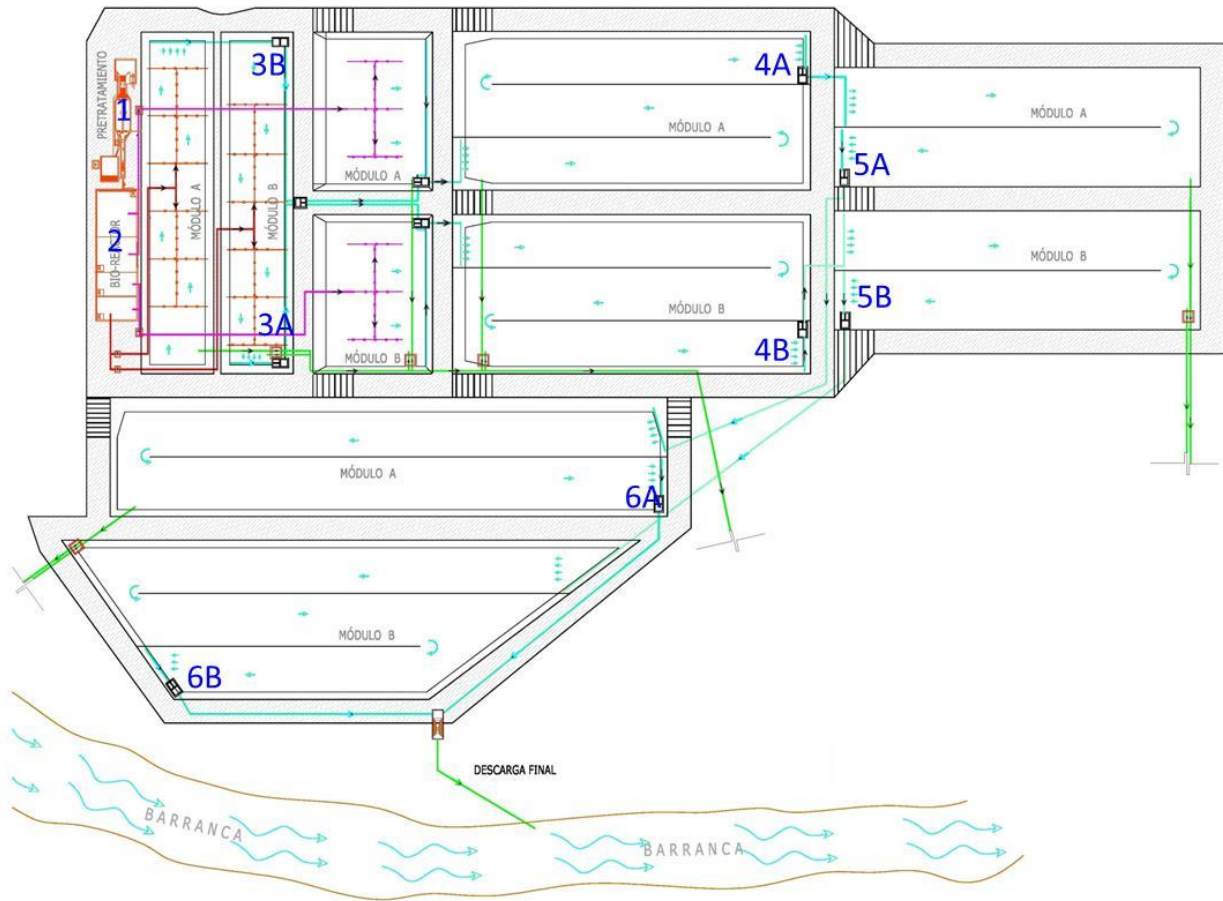 PRETRATAMIENTO
1
BIO-REACTOR
2
MÓDULO A
MÓDULO B
3B
3A
MÓDULO A
MÓDULO B
4A
MÓDULO A
MÓDULO B
4B
MÓDULO A
5A
5B
MÓDULO B
MÓDULO A
6A
MÓDULO B
6B
DESCARGA FINAL
BARRANCA
BARRANCA